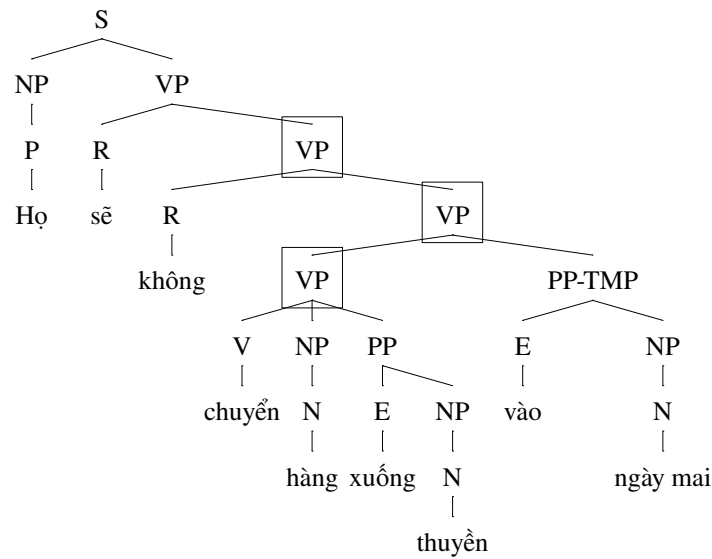 S
NP VP
P R VP
Họ sẽ R VP
không VP PP-TMP
V NP PP E NP
chuyển N E NP vào N
hàng xuống N ngày mai
thuyền